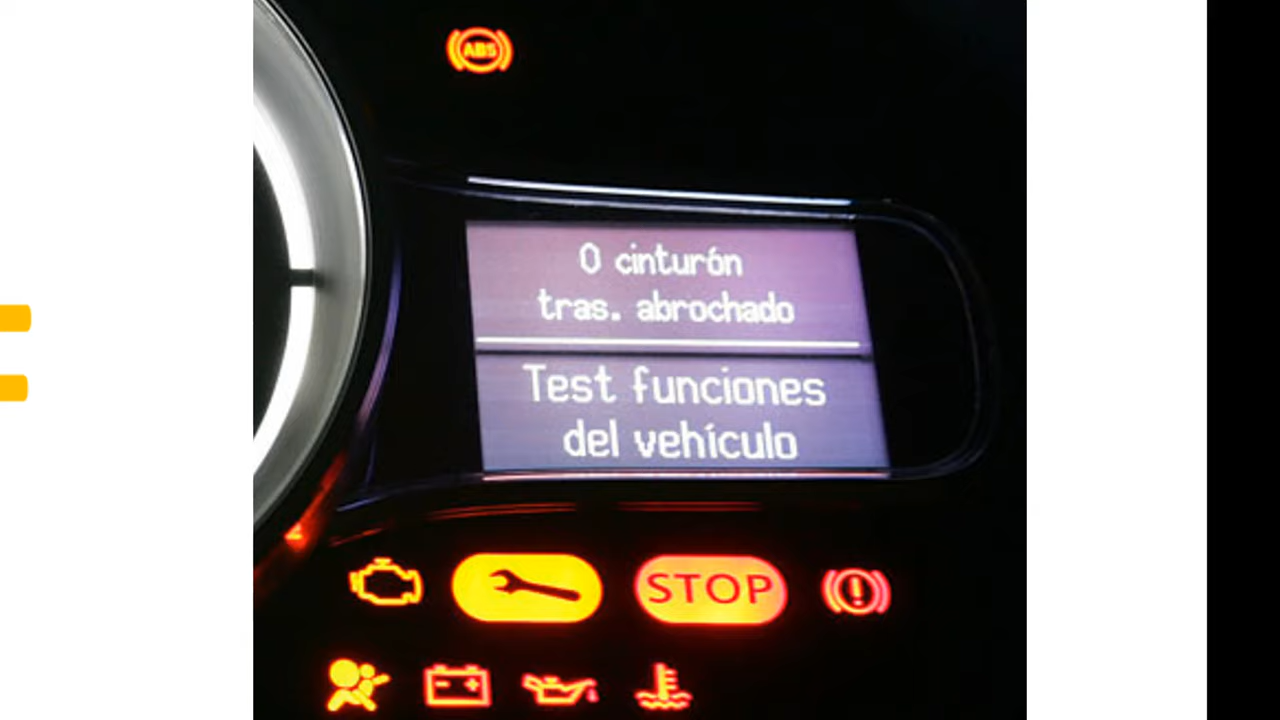 ABS
0 cinturón
tras. abrochado
Test funciones
del vehículo
STOP